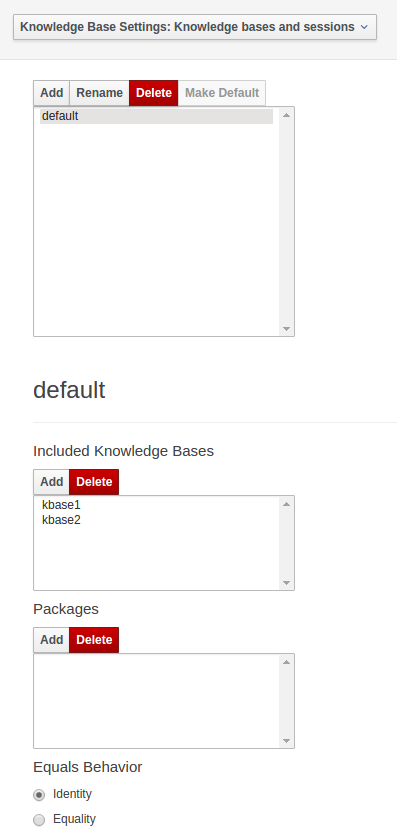 Knowledge Base Settings: Knowledge bases and sessions
Add Rename Delete Make Default
default
default
Included Knowledge Bases
Add Delete
kbase1
kbase2
Packages
Add Delete
Equals Behavior
Identity
Equality